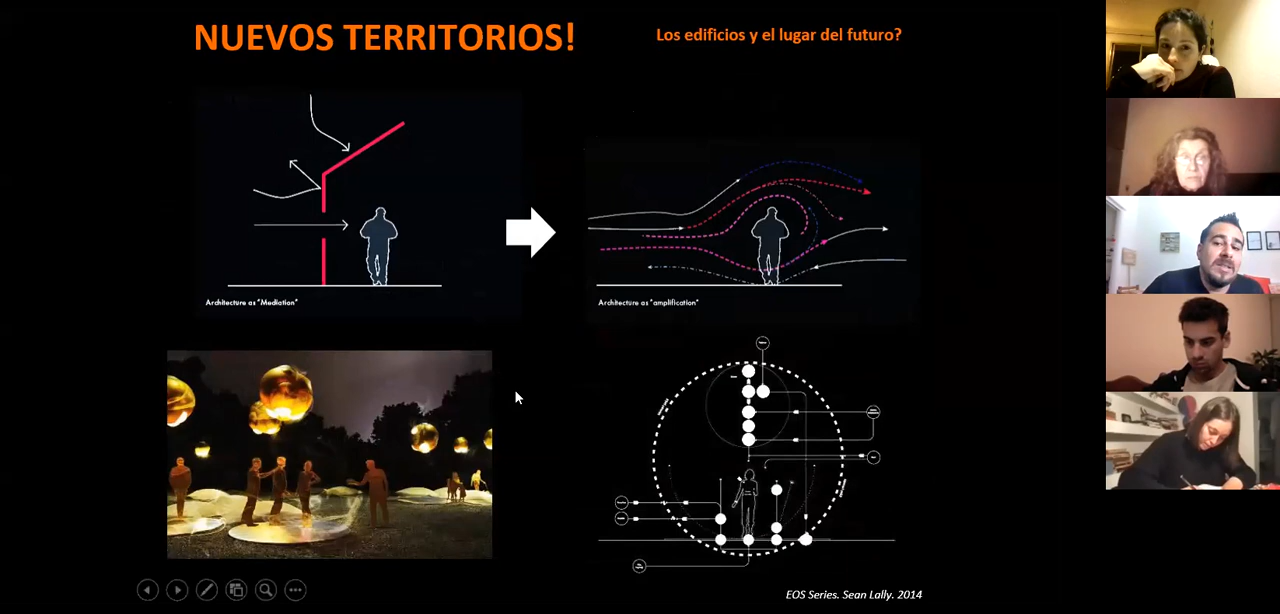 NUEVOS TERRITORIOS!
Los edificios y el lugar del futuro?
Architecture as "Mediation"
Architecture as "amplification"
EOS Series. Sean Lally. 2014